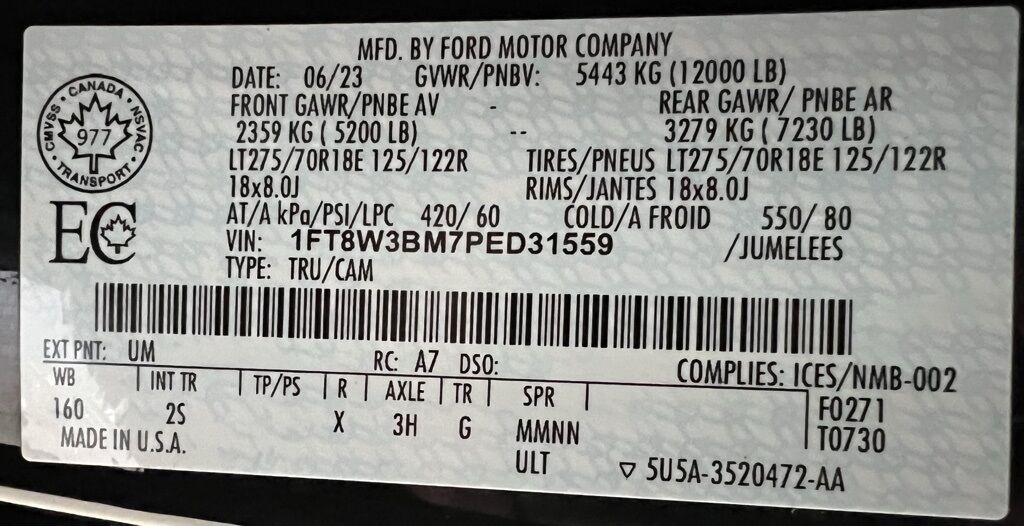 MFD. BY FORD MOTOR COMPANY
DATE: 06/23 GVWR/PNBV: 5443 KG (12000 LB)
FRONT GAWR/PNBE AV - REAR GAWR/ PNBE AR
2359 KG ( 5200 LB) -- 3279 KG ( 7230 LB)
LT275/70R18E 125/122R TIRES/PNEUS LT275/70R18E 125/122R
18x8.0J RIMS/JANTES 18x8.0J
AT/A kPa/PSI/LPC 420/ 60 COLD/A FROID 550/ 80
VIN: 1FT8W3BM7PED31559 /JUMELEES
TYPE: TRU/CAM
CANADA
CMVSS NSVAC
977
TRANSPORT
EC
EXT PNT: UM RC: A7 DSO: COMPLIES: ICES/NMB-002
WB INT TR TP/PS R AXLE TR SPR F0271
160 2S X 3H G MMNN T0730
MADE IN U.S.A. ULT 5U5A-3520472-AA